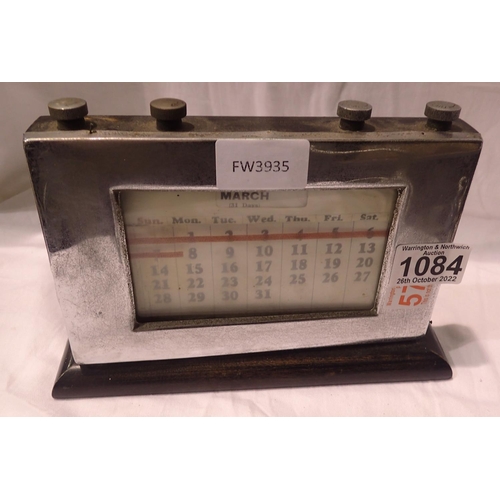 FW3935
MARCH
Sun. Mon. Tue. Wed. Thu. Fri. Sat.
1 2 3 4 5 6
8 9 10 11 12 13
14 15 16 17 18 19 20
21 22 23 24 25 26 27
28 29 30 31
Warrington & Northwich
Auction
1084
26th October 2022
57